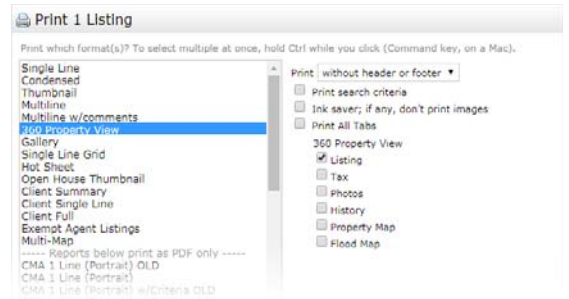 Print 1 Listing
Print which format(s)? To select multiple at once, hold Ctrl while you click (Command key, on a Mac).
Single Line
Condensed
Thumbnail
Multiline
Multiline w/comments
360 Property View
Gallery
Single Line Grid
Hot Sheet
Open House Thumbnail
Client Summary
Client Single Line
Client Full
Exempt Agent Listings
Multi-Map
----- Reports below print as PDF only -----
CMA 1 Line (Portrait) OLD
CMA 1 Line (Portrait)
CMA 1 Line (Portrait) w/Criteria OLD
Print without header or footer
Print search criteria
Ink saver; if any, don't print images
Print All Tabs
360 Property View
Listing
Tax
Photos
History
Property Map
Flood Map